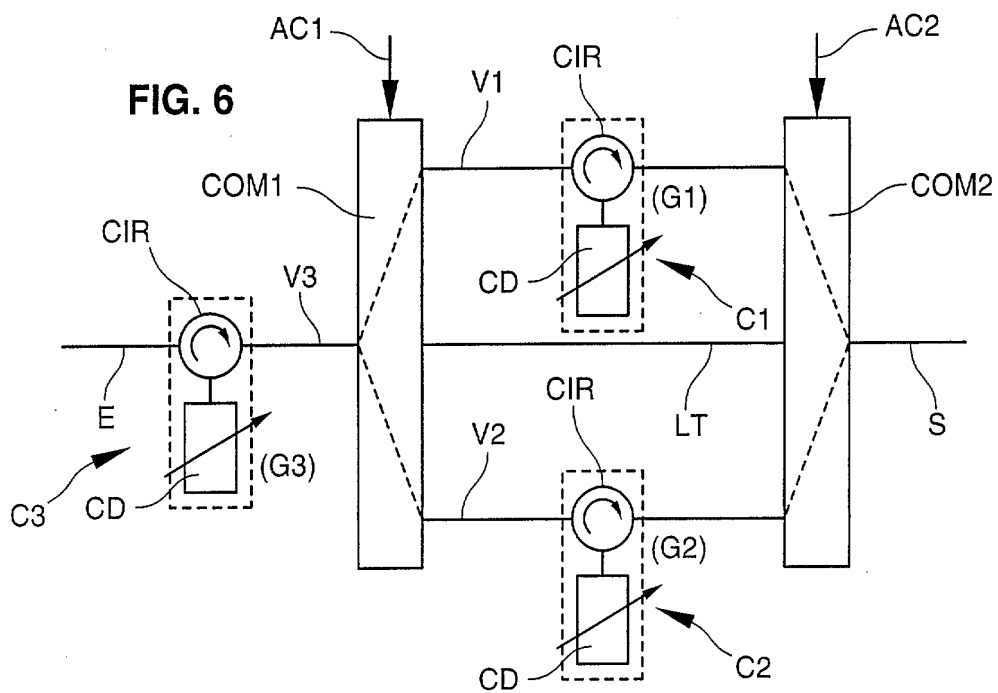 AC1
AC2
FIG. 6
CIR
V1
COM1
COM2
CIR
(G1)
V3
CD
C1
E
CIR
LT
S
V2
(G3)
C3
CD
(G2)
CD
C2